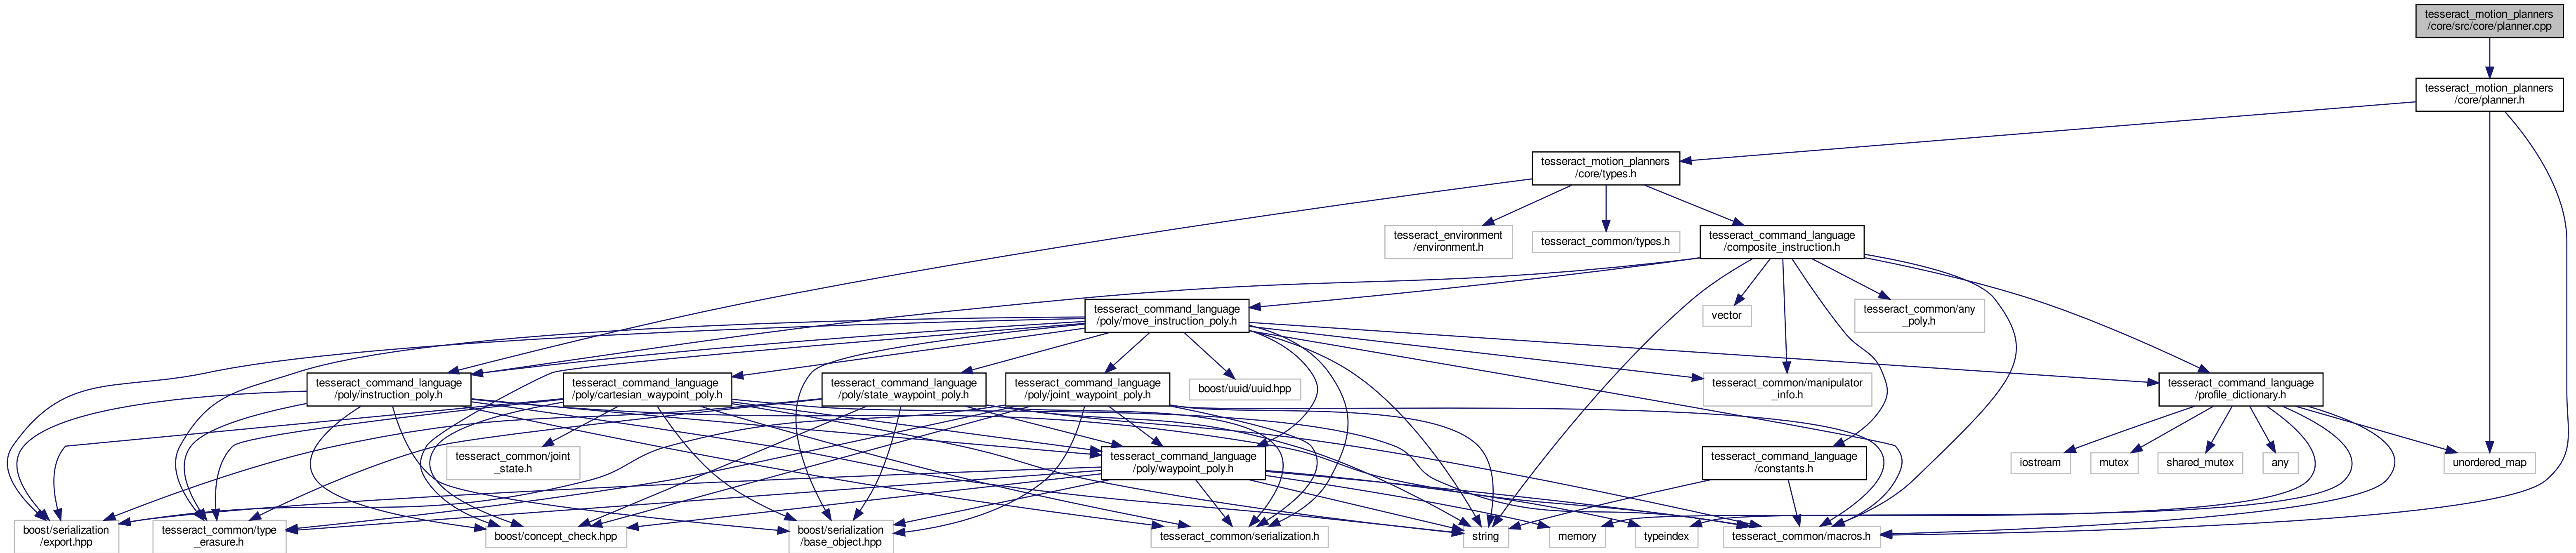 tesseract_motion_planners
/core/src/core/planner.cpp
tesseract_motion_planners
/core/planner.h
tesseract_motion_planners
/core/types.h
tesseract_environment
/environment.h
tesseract_common/types.h
tesseract_command_language
/composite_instruction.h
tesseract_command_language
/poly/move_instruction_poly.h
vector
tesseract_common/any
_poly.h
tesseract_command_language
/poly/instruction_poly.h
tesseract_command_language
/poly/cartesian_waypoint_poly.h
tesseract_command_language
/poly/state_waypoint_poly.h
tesseract_command_language
/poly/joint_waypoint_poly.h
boost/uuid/uuid.hpp
tesseract_common/manipulator
_info.h
tesseract_command_language
/profile_dictionary.h
tesseract_common/joint
_state.h
tesseract_command_language
/poly/waypoint_poly.h
tesseract_command_language
/constants.h
iostream
mutex
shared_mutex
any
unordered_map
boost/serialization
/export.hpp
tesseract_common/type
_erasure.h
boost/concept_check.hpp
boost/serialization
/base_object.hpp
tesseract_common/serialization.h
string
memory
typeindex
tesseract_common/macros.h